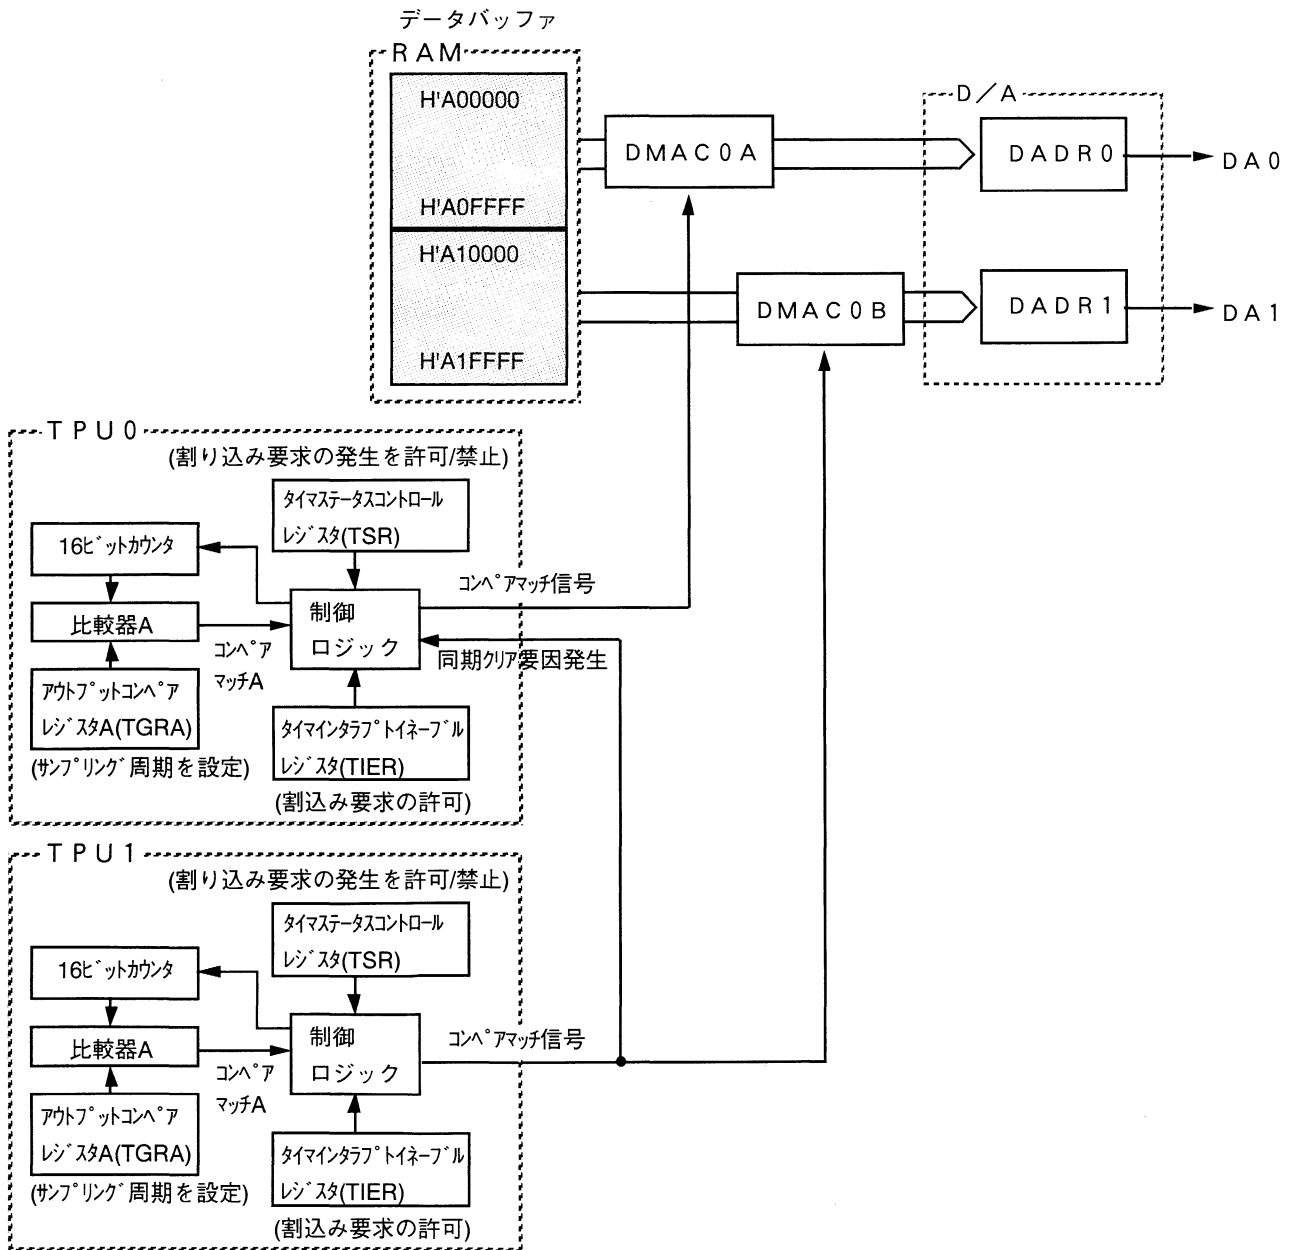 データバッファ
RAM
H'A00000
H'A0FFFF
H'A10000
H'A1FFFF
DMAC0A
DMAC0B
D/A
DADR0
DADR1
DA0
DA1
TPU0
(割り込み要求の発生を許可/禁止)
タイマステータスコントロール
レジスタ(TSR)
16ビットカウンタ
比較器A
アウトプットコンペア
レジスタA(TGRA)
(サンプリング周期を設定)
コンペア
マッチA
制御
ロジック
コンペアマッチ信号
同期クリア要因発生
タイマインタラプトイネーブル
レジスタ(TIER)
(割込み要求の許可)
TPU1
(割り込み要求の発生を許可/禁止)
タイマステータスコントロール
レジスタ(TSR)
16ビットカウンタ
比較器A
アウトプットコンペア
レジスタA(TGRA)
(サンプリング周期を設定)
コンペア
マッチA
制御
ロジック
コンペアマッチ信号
タイマインタラプトイネーブル
レジスタ(TIER)
(割込み要求の許可)